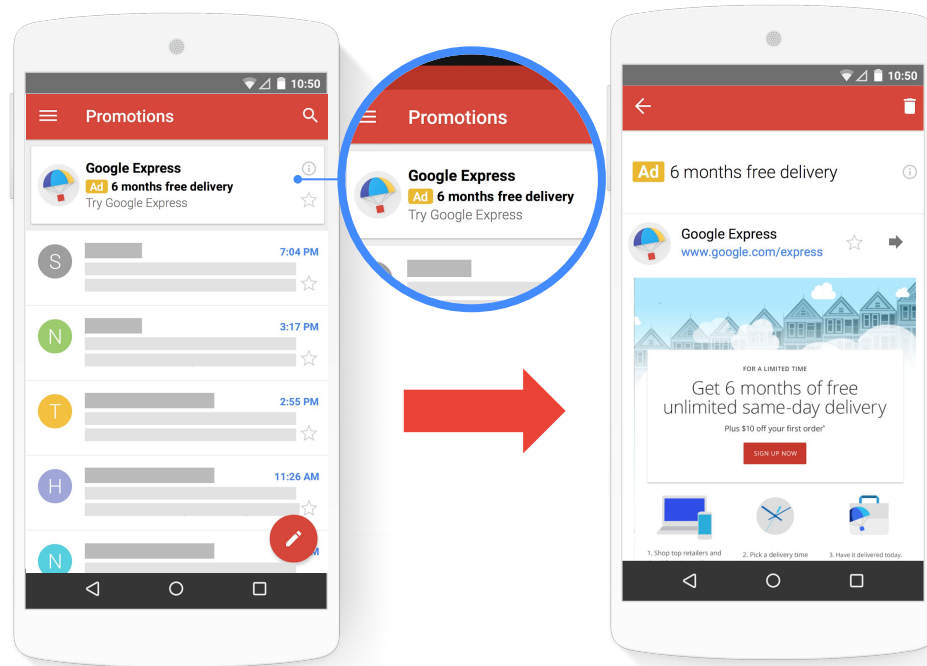 10:50
Promotions
Google Express
Ad 6 months free delivery
Try Google Express
S
7:04 PM
N
3:17 PM
T
2:55 PM
H
11:26 AM
N
M
Promotions
Google Express
Ad 6 months free delivery
Try Google Express
10:50
Ad 6 months free delivery
Google Express
www.google.com/express
FOR A LIMITED TIME
Get 6 months of free
unlimited same-day delivery
Plus $10 off your first order*
SIGN UP NOW
1. Shop top retailers and
2. Pick a delivery time
3. Have it delivered today.